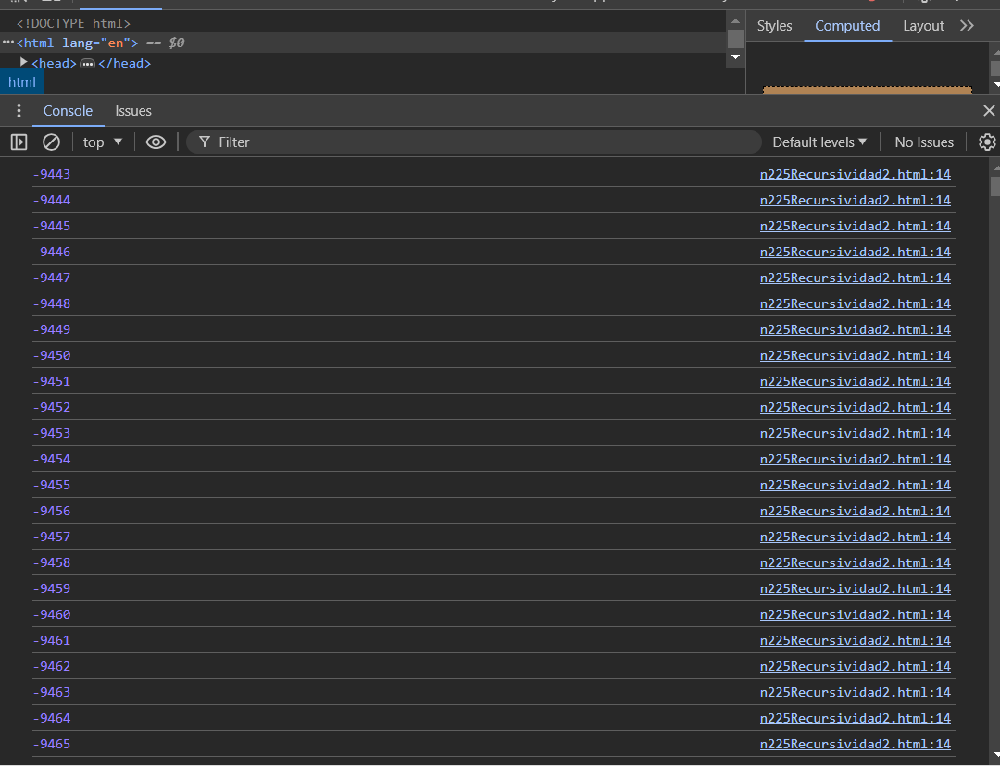 <!DOCTYPE html>
···<html lang="en"> == $0
▶<head>···</head>
Styles Computed Layout >>
html
Console Issues
top ▼ Filter Default levels ▼ No Issues
-9443 n225Recursividad2.html:14
-9444 n225Recursividad2.html:14
-9445 n225Recursividad2.html:14
-9446 n225Recursividad2.html:14
-9447 n225Recursividad2.html:14
-9448 n225Recursividad2.html:14
-9449 n225Recursividad2.html:14
-9450 n225Recursividad2.html:14
-9451 n225Recursividad2.html:14
-9452 n225Recursividad2.html:14
-9453 n225Recursividad2.html:14
-9454 n225Recursividad2.html:14
-9455 n225Recursividad2.html:14
-9456 n225Recursividad2.html:14
-9457 n225Recursividad2.html:14
-9458 n225Recursividad2.html:14
-9459 n225Recursividad2.html:14
-9460 n225Recursividad2.html:14
-9461 n225Recursividad2.html:14
-9462 n225Recursividad2.html:14
-9463 n225Recursividad2.html:14
-9464 n225Recursividad2.html:14
-9465 n225Recursividad2.html:14